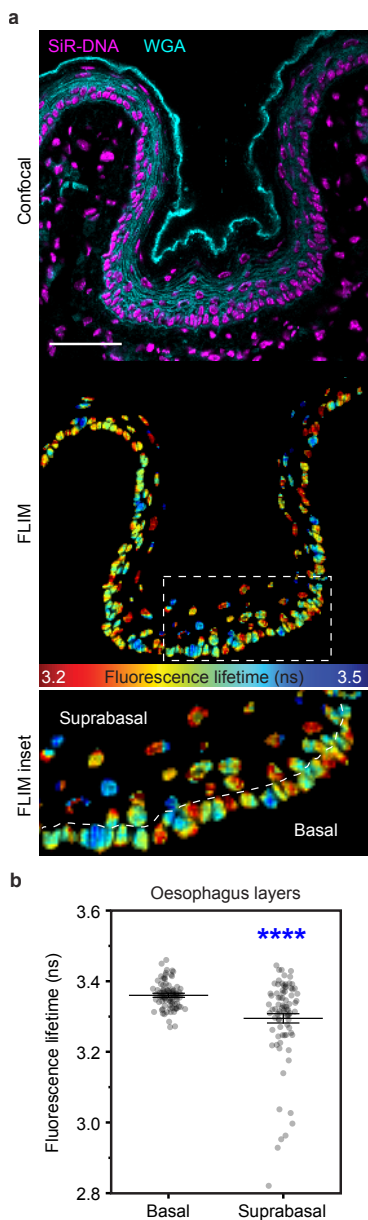 a
SiR-DNA WGA
Confocal
FLIM
3.2 Fluorescence lifetime (ns) 3.5
FLIM inset
Suprabasal
Basal
b
Oesophagus layers
Fluorescence lifetime (ns)
3.6
3.4
3.2
3.0
2.8
****
Basal Suprabasal